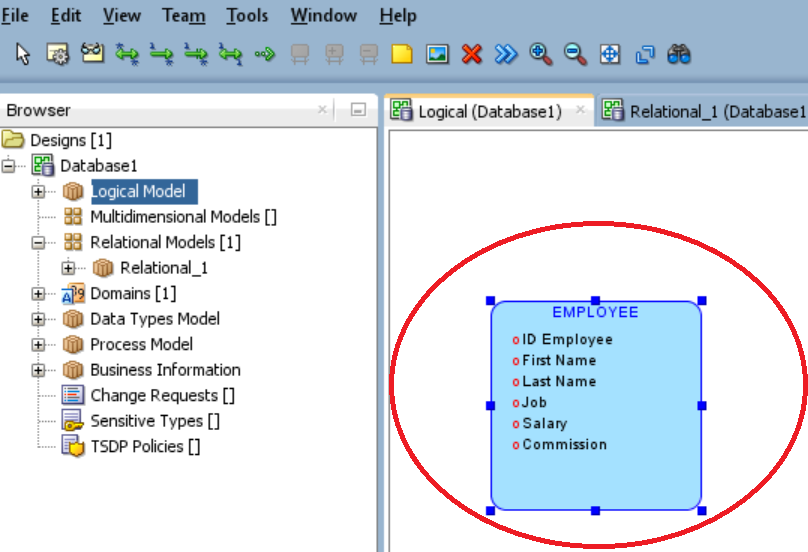 File Edit View Team Tools Window Help
Browser
Designs [1]
Database1
Logical Model
Multidimensional Models []
Relational Models [1]
Relational_1
Domains [1]
Data Types Model
Process Model
Business Information
Change Requests []
Sensitive Types []
TSDP Policies []
Logical (Database1) Relational_1 (Database1
EMPLOYEE
o ID Employee
o First Name
o Last Name
o Job
o Salary
o Commission